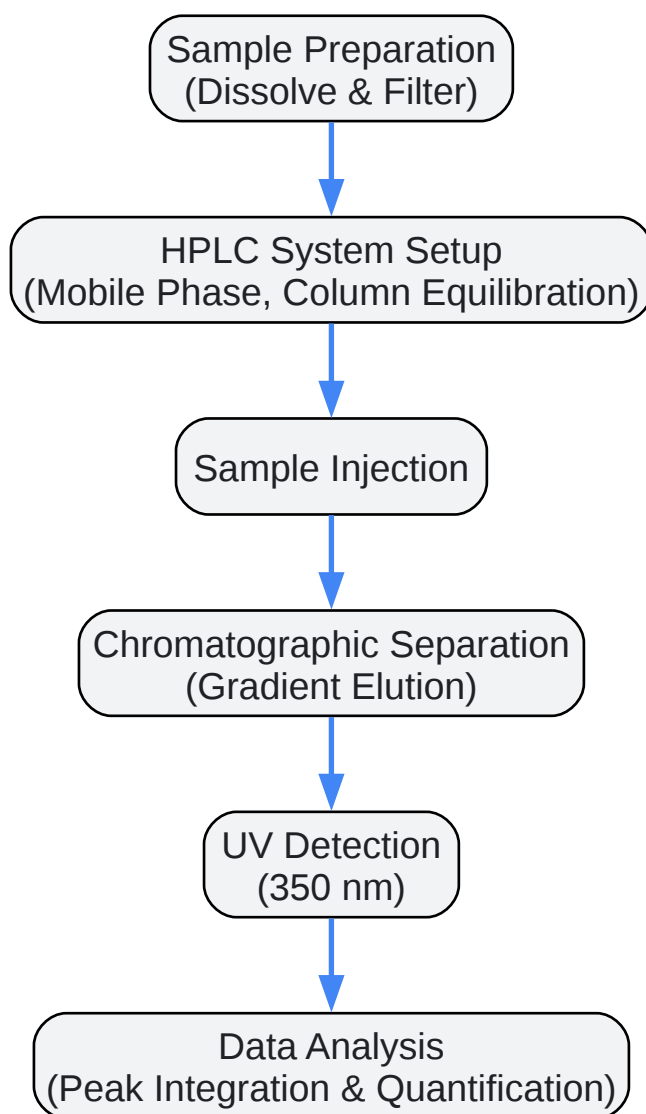 Sample Preparation
(Dissolve & Filter)
HPLC System Setup
(Mobile Phase, Column Equilibration)
Sample Injection
Chromatographic Separation
(Gradient Elution)
UV Detection
(350 nm)
Data Analysis
(Peak Integration & Quantification)